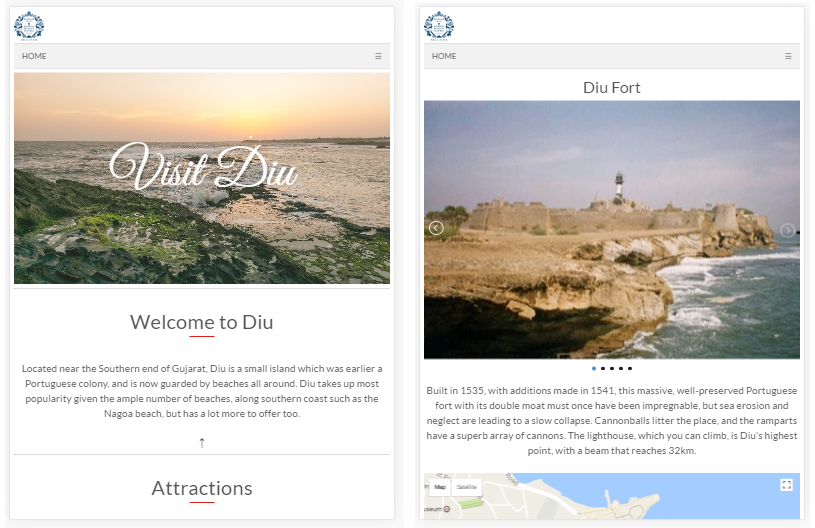 HOME
Visit Diu
Welcome to Diu
Located near the Southern end of Gujarat, Diu is a small island which was earlier a
Portuguese colony, and is now guarded by beaches all around. Diu takes up most
popularity given the ample number of beaches, along southern coast such as the
Nagoa beach, but has a lot more to offer too.
Attractions
HOME
Diu Fort
Built in 1535, with additions made in 1541, this massive, well-preserved Portuguese
fort with its double moat must once have been impregnable, but sea erosion and
neglect are leading to a slow collapse. Cannonballs litter the place, and the ramparts
have a superb array of cannons. The lighthouse, which you can climb, is Diu's highest
point, with a beam that reaches 32km.
Map Satellite
Road
useum